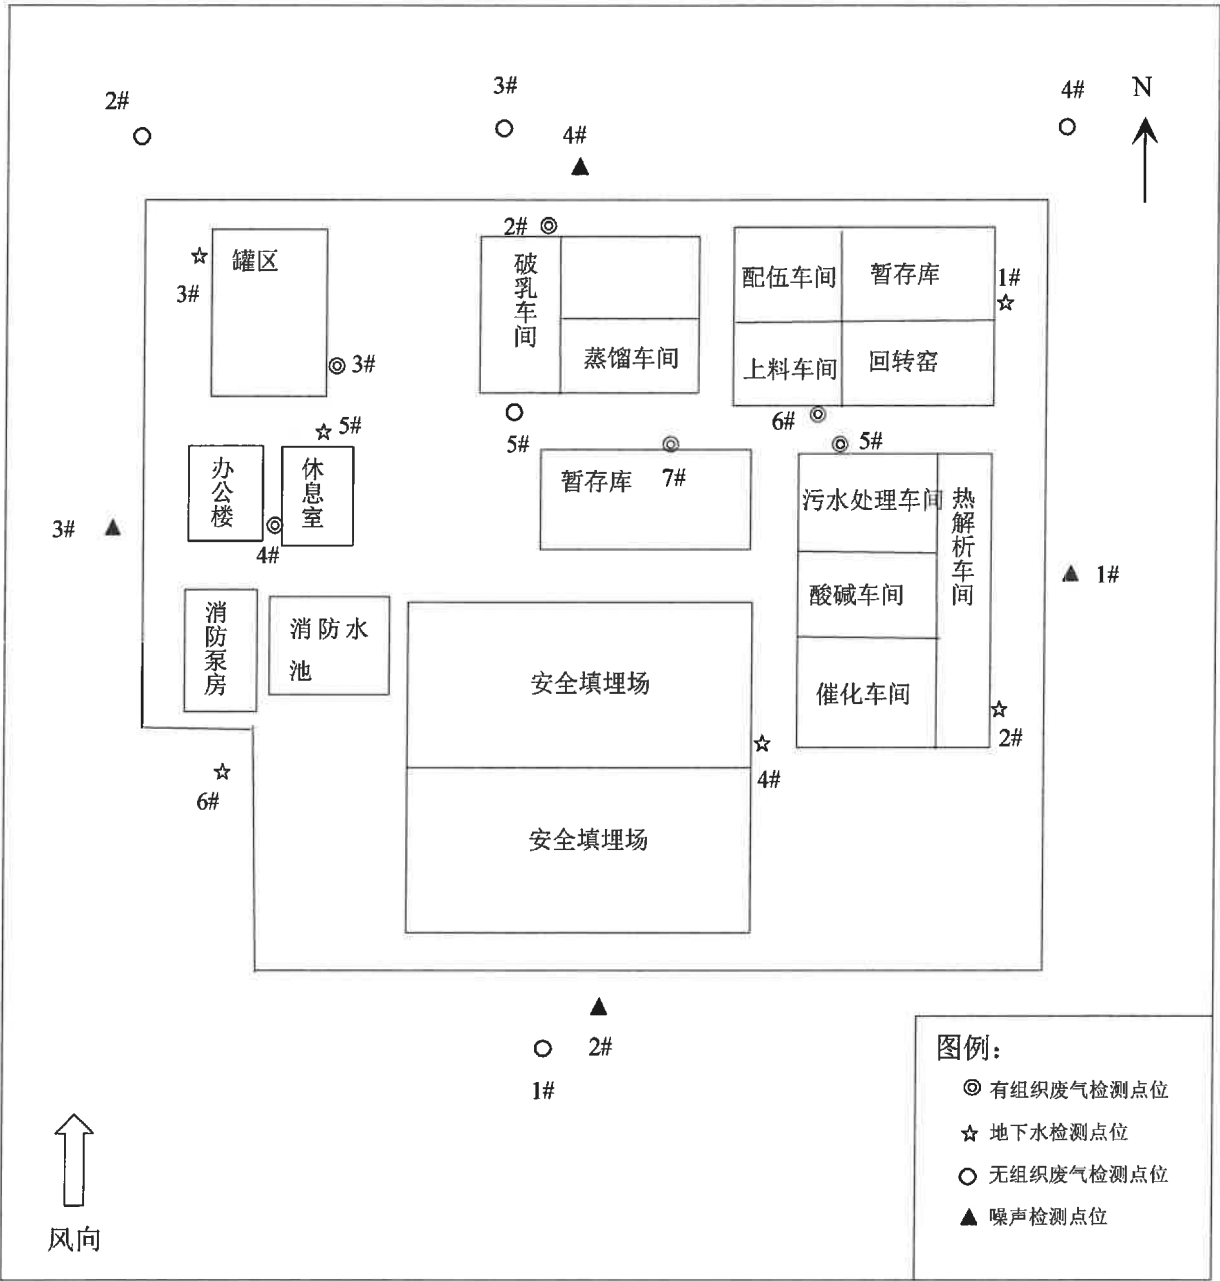 2#
3#
4#
N
4#
2#
罐区
3#
破乳车间
蒸馏车间
配伍车间
暂存库
1#
上料车间
回转窑
3#
6#
5#
5#
5#
办公楼
休息室
4#
暂存库
7#
污水处理车间
热解析车间
酸碱车间
催化车间
3#
1#
消防泵房
消防水
池
安全填埋场
2#
4#
6#
安全填埋场
2#
1#
风向
图例：
有组织废气检测点位
地下水检测点位
无组织废气检测点位
噪声检测点位